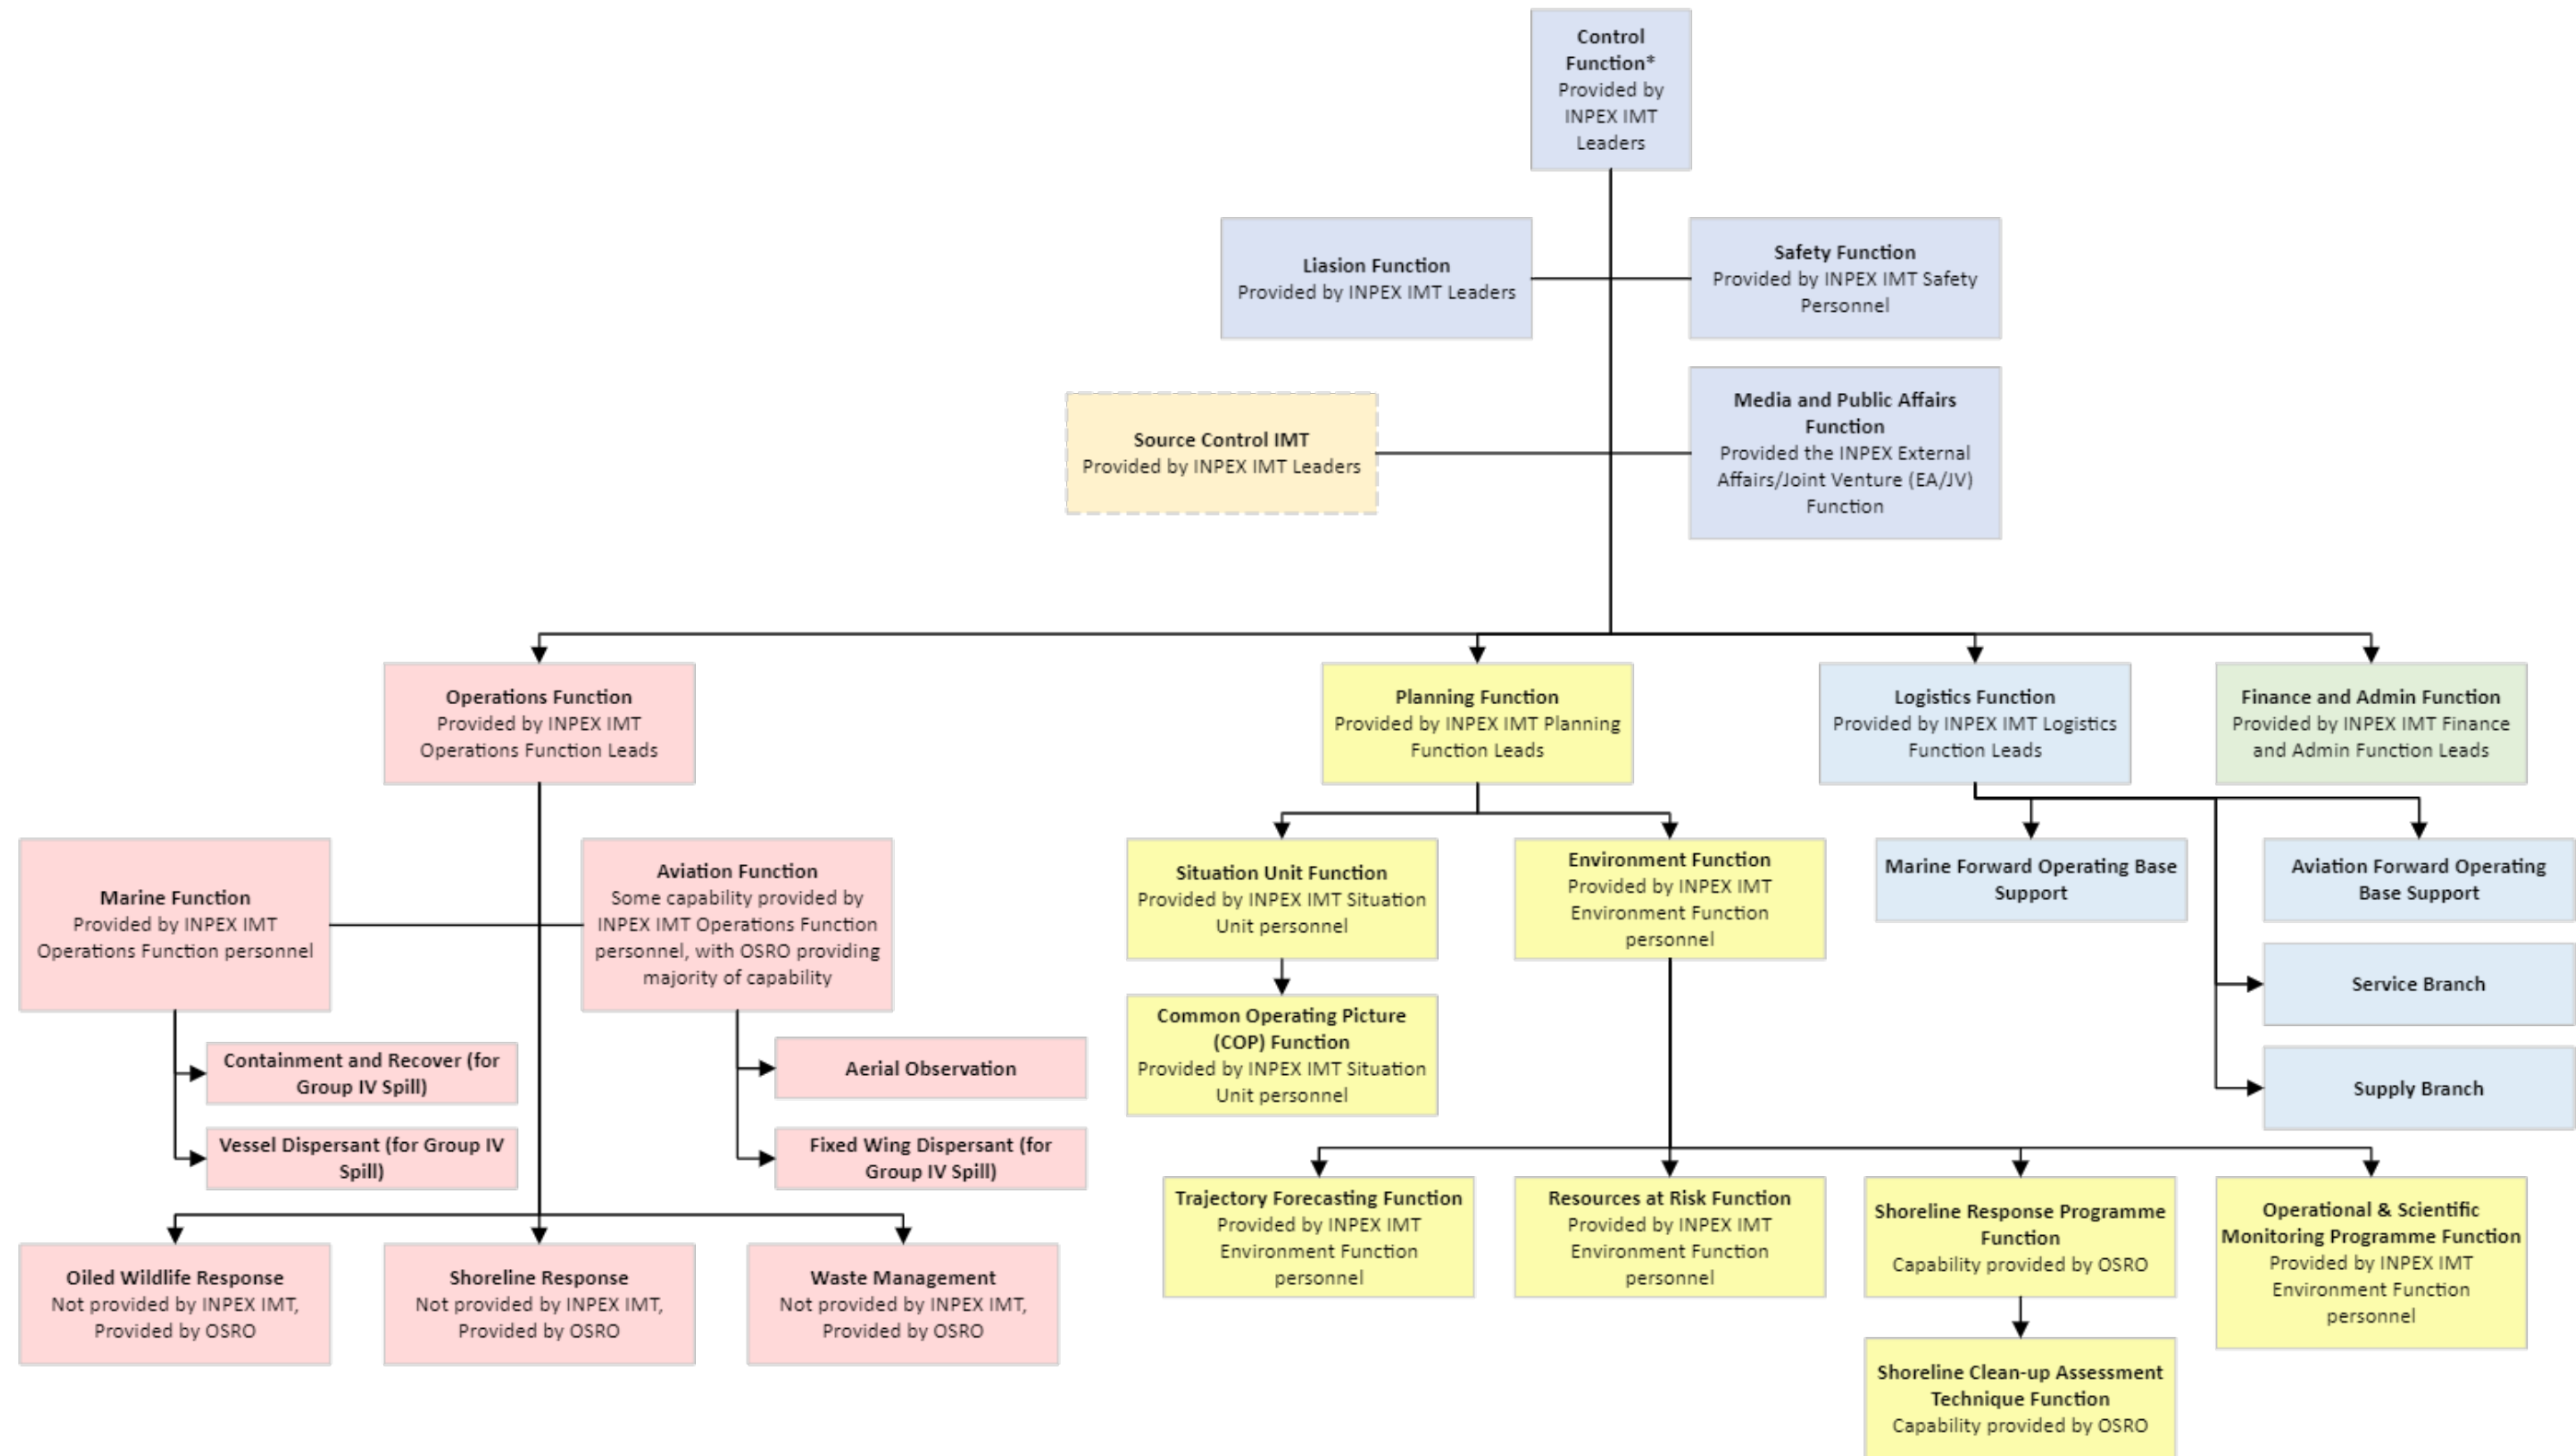 Control
Function*
Provided by
INPEX IMT
Leaders
Liasion Function
Provided by INPEX IMT Leaders
Safety Function
Provided by INPEX IMT Safety
Personnel
Source Control IMT
Provided by INPEX IMT Leaders
Media and Public Affairs
Function
Provided the INPEX External
Affairs/Joint Venture (EA/JV)
Function
Operations Function
Provided by INPEX IMT
Operations Function Leads
Planning Function
Provided by INPEX IMT Planning
Function Leads
Logistics Function
Provided by INPEX IMT Logistics
Function Leads
Finance and Admin Function
Provided by INPEX IMT Finance
and Admin Function Leads
Marine Function
Provided by INPEX IMT
Operations Function personnel
Aviation Function
Some capability provided by
INPEX IMT Operations Function
personnel, with OSRO providing
majority of capability
Situation Unit Function
Provided by INPEX IMT Situation
Unit personnel
Environment Function
Provided by INPEX IMT
Environment Function
personnel
Marine Forward Operating Base
Support
Aviation Forward Operating
Base Support
Service Branch
Supply Branch
Common Operating Picture
(COP) Function
Provided by INPEX IMT Situation
Unit personnel
Containment and Recover (for
Group IV Spill)
Vessel Dispersant (for Group IV
Spill)
Aerial Observation
Fixed Wing Dispersant (for
Group IV Spill)
Oiled Wildlife Response
Not provided by INPEX IMT,
Provided by OSRO
Shoreline Response
Not provided by INPEX IMT,
Provided by OSRO
Waste Management
Not provided by INPEX IMT,
Provided by OSRO
Trajectory Forecasting Function
Provided by INPEX IMT
Environment Function
personnel
Resources at Risk Function
Provided by INPEX IMT
Environment Function
personnel
Shoreline Response Programme
Function
Capability provided by OSRO
Operational & Scientific
Monitoring Programme Function
Provided by INPEX IMT
Environment Function
personnel
Shoreline Clean-up Assessment
Technique Function
Capability provided by OSRO